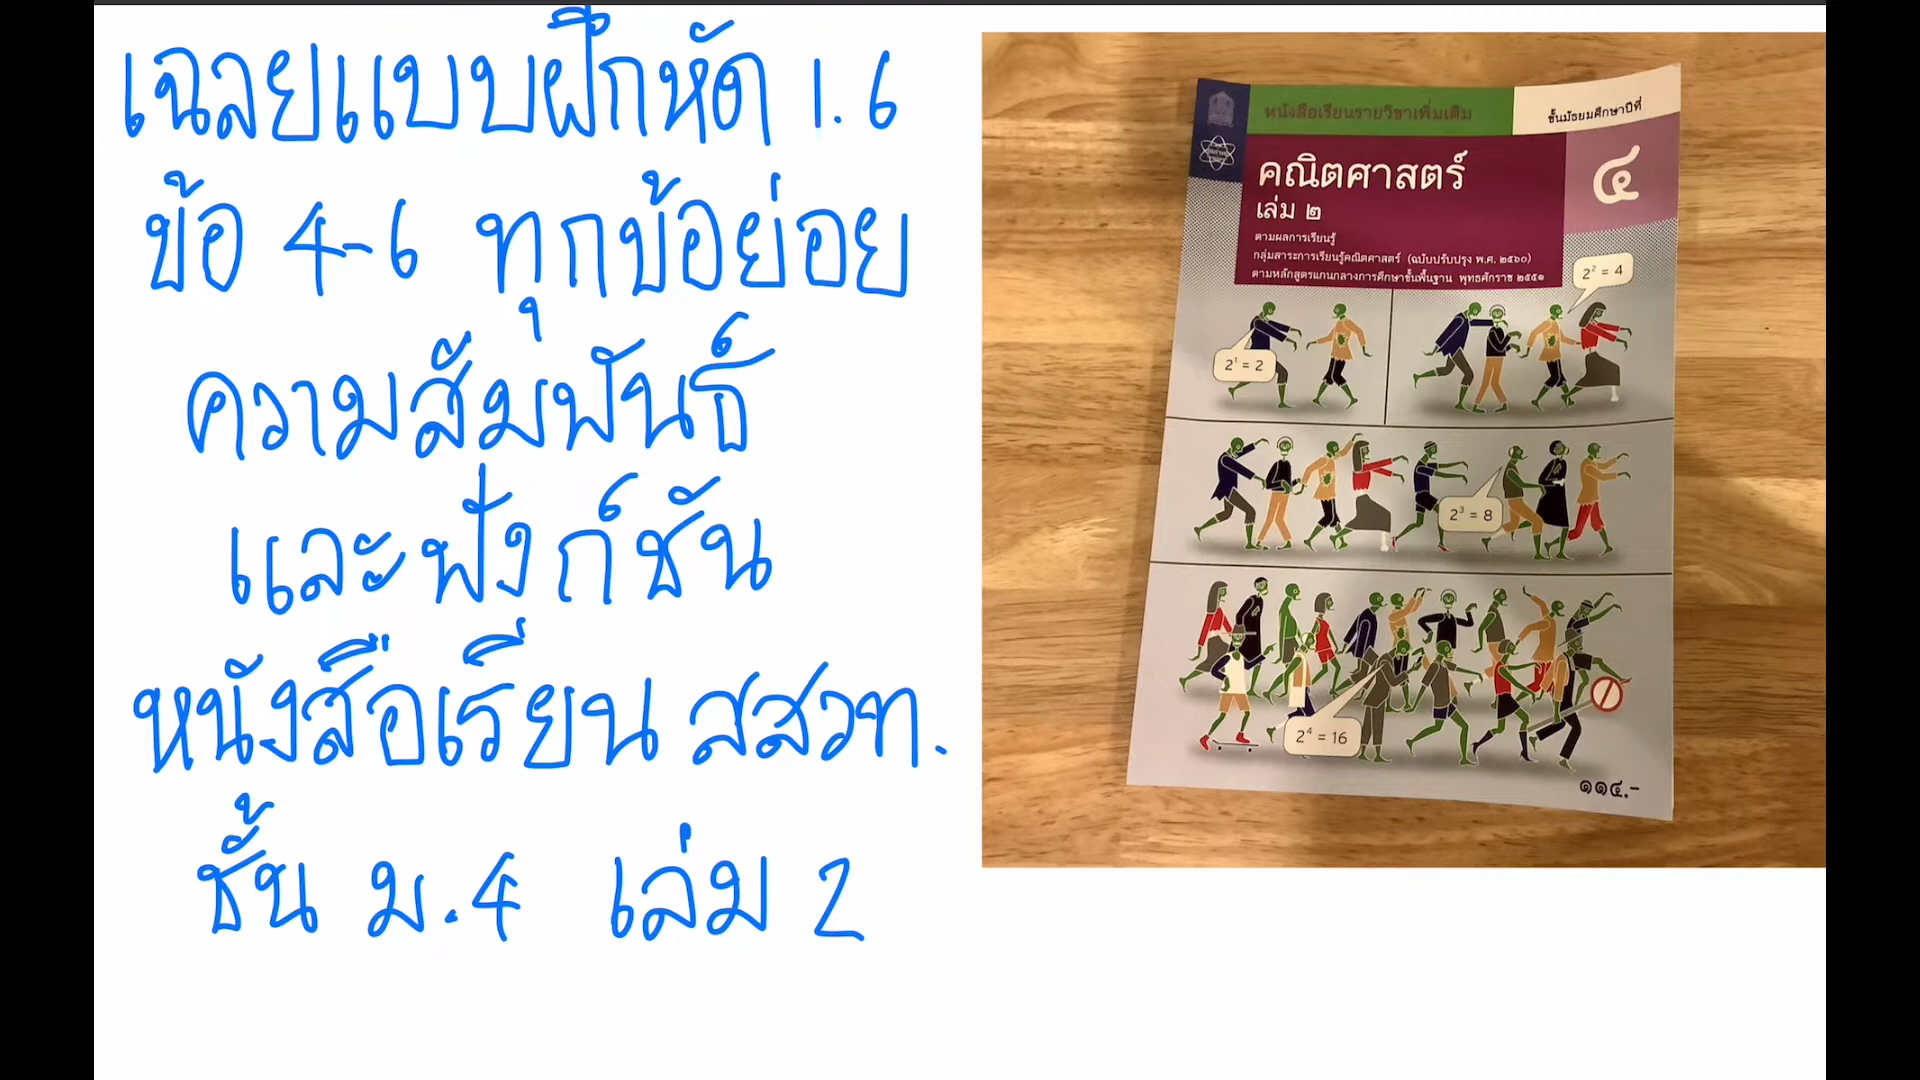 เฉลยแบบฝึกหัด 1.6
ข้อ 4-6 ทุกข้อย่อย
ความสัมพันธ์
และฟังก์ชัน
หนังสือเรียน สสวท.
ชั้น ม.4 เล่ม 2
หนังสือเรียนรายวิชาเพิ่มเติม
ชั้นมัธยมศึกษาปีที่
๔
คณิตศาสตร์
เล่ม ๒
ตามผลการเรียนรู้
กลุ่มสาระการเรียนรู้คณิตศาสตร์ (ฉบับปรับปรุง พ.ศ. ๒๕๖๐)
ตามหลักสูตรแกนกลางการศึกษาขั้นพื้นฐาน พุทธศักราช ๒๕๕๑
2² = 4
2¹ = 2
2³ = 8
2⁴ = 16
๑๑๔.-